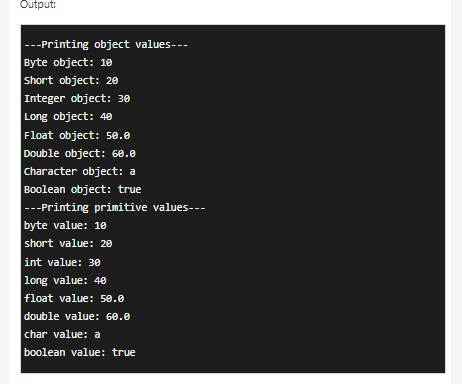 Output:
---Printing object values---
Byte object: 10
Short object: 20
Integer object: 30
Long object: 40
Float object: 50.0
Double object: 60.0
Character object: a
Boolean object: true
---Printing primitive values---
byte value: 10
short value: 20
int value: 30
long value: 40
float value: 50.0
double value: 60.0
char value: a
boolean value: true